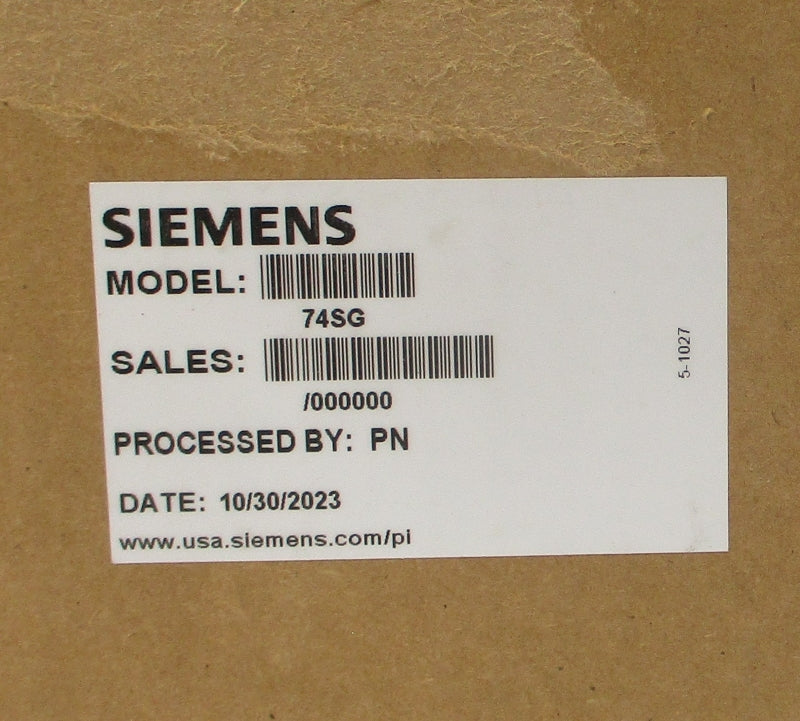 SIEMENS
MODEL:
74SG
SALES:
/000000
PROCESSED BY: PN
DATE: 10/30/2023
www.usa.siemens.com/pi
5-1027